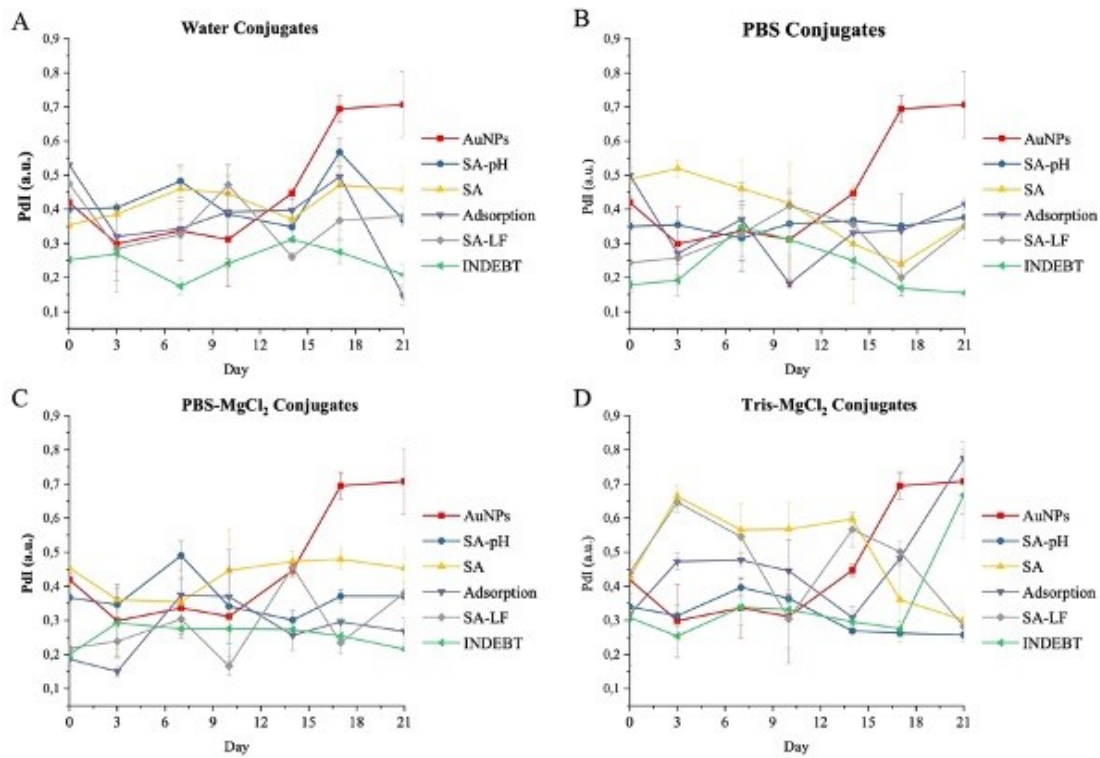 A
Water Conjugates
PdI (a.u.)
0,9
0,8
0,7
0,6
0,5
0,4
0,3
0,2
0,1
0 3 6 9 12 15 18 21
Day
AuNPs
SA-pH
SA
Adsorption
SA-LF
INDEBT
B
PBS Conjugates
PdI (a.u.)
0,9
0,8
0,7
0,6
0,5
0,4
0,3
0,2
0,1
0 3 6 9 12 15 18 21
Day
AuNPs
SA-pH
SA
Adsorption
SA-LF
INDEBT
C
PBS-MgCl₂ Conjugates
PdI (a.u.)
0,9
0,8
0,7
0,6
0,5
0,4
0,3
0,2
0,1
0 3 6 9 12 15 18 21
Day
AuNPs
SA-pH
SA
Adsorption
SA-LF
INDEBT
D
Tris-MgCl₂ Conjugates
PdI (a.u.)
0,9
0,8
0,7
0,6
0,5
0,4
0,3
0,2
0,1
0 3 6 9 12 15 18 21
Day
AuNPs
SA-pH
SA
Adsorption
SA-LF
INDEBT